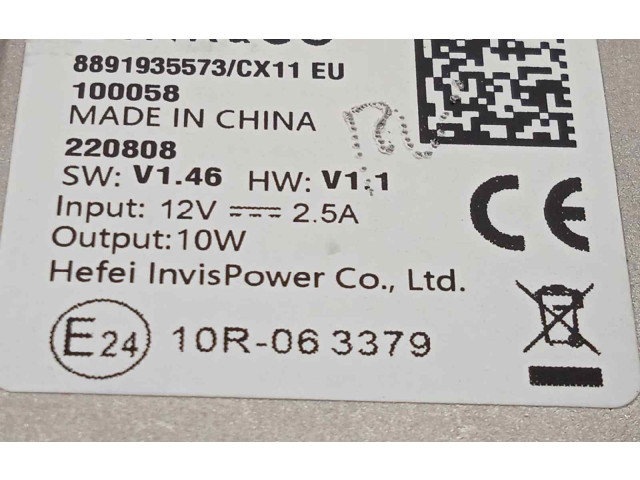 8891935573/CX11 EU
100058
MADE IN CHINA
220808
SW: V1.46 HW: V1.1
Input: 12V ⎓ 2.5A
Output:10W
Hefei InvisPower Co., Ltd.
CE
E24 10R-06 3379